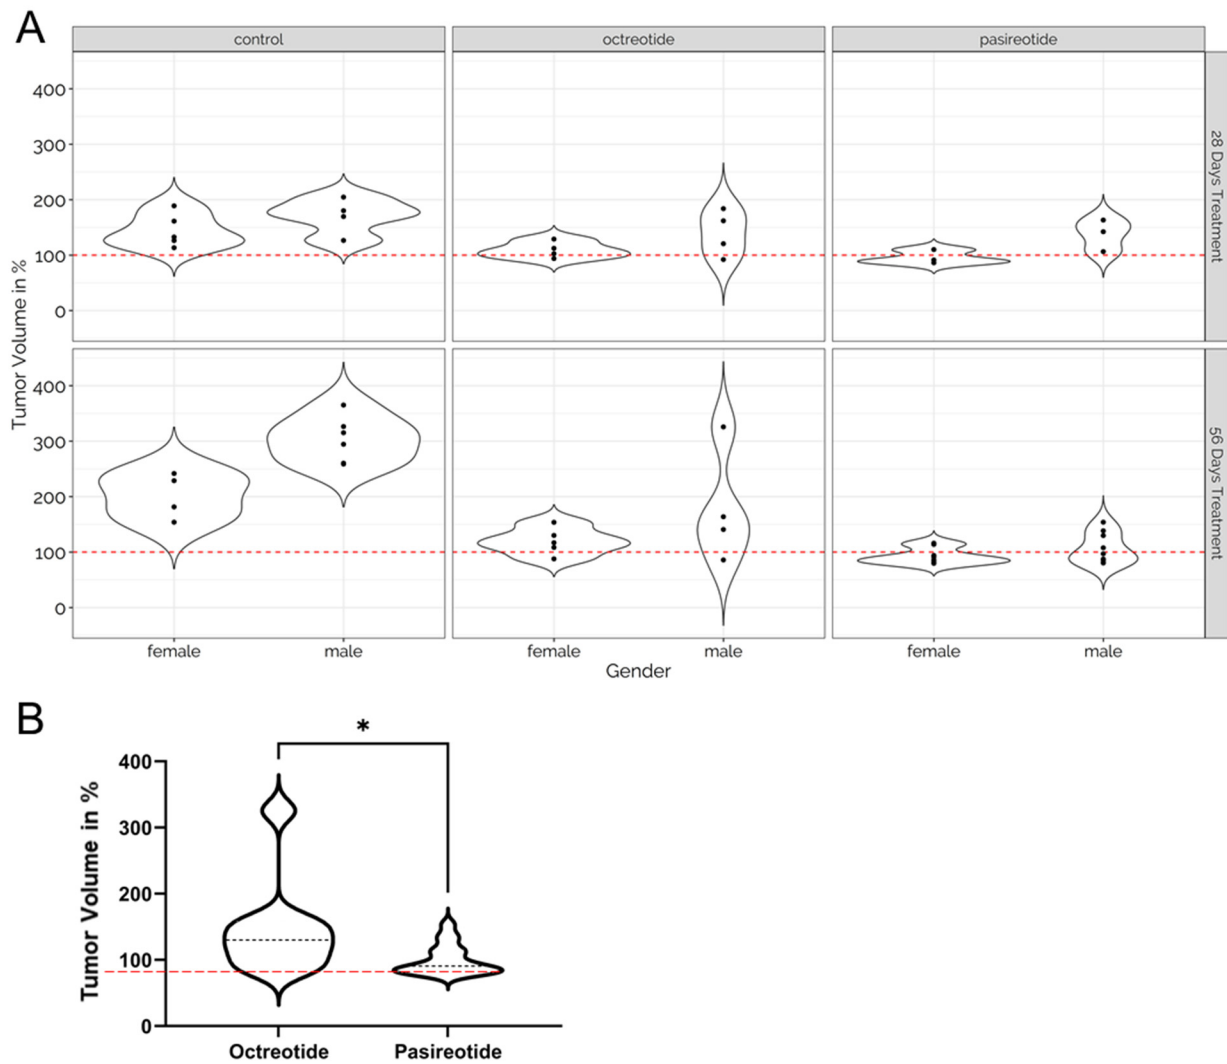 A
control octreotide pasireotide
Tumor Volume in %
400
300
200
100
0
28 Days Treatment
400
300
200
100
0
56 Days Treatment
female male female male female male
Gender
B
*
Tumor Volume in %
400
300
200
100
0
Octreotide Pasireotide